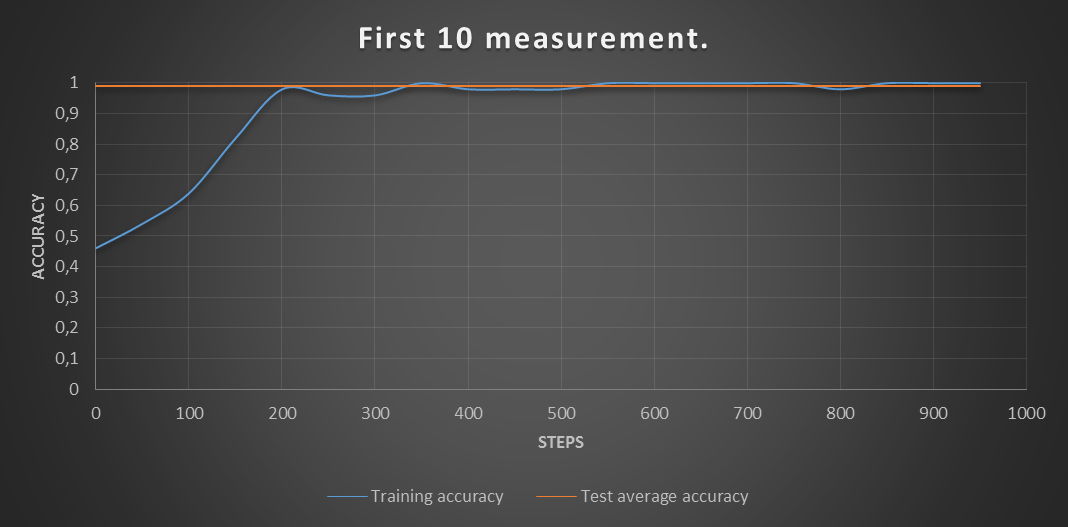 First 10 measurement.
1
0,9
0,8
0,7
0,6
0,5
0,4
0,3
0,2
0,1
0
ACCURACY
0 100 200 300 400 500 600 700 800 900 1000
STEPS
Training accuracy Test average accuracy